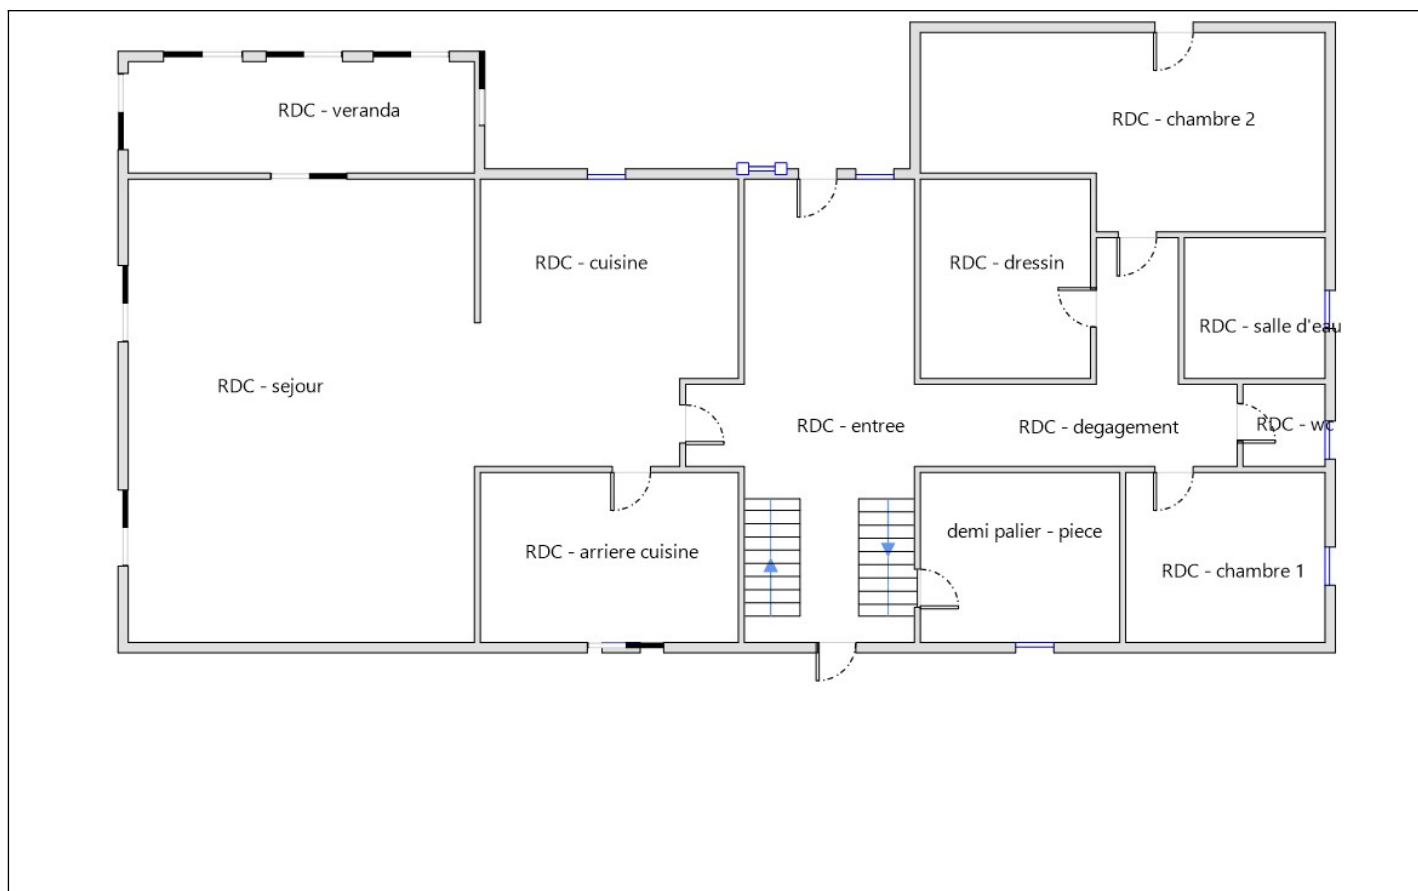 RDC - veranda
RDC - chambre 2
RDC - cuisine
RDC - dressin
RDC - salle d'eau
RDC - sejour
RDC - entree
RDC - degagement
RDC - wc
RDC - arriere cuisine
demi palier - piece
RDC - chambre 1